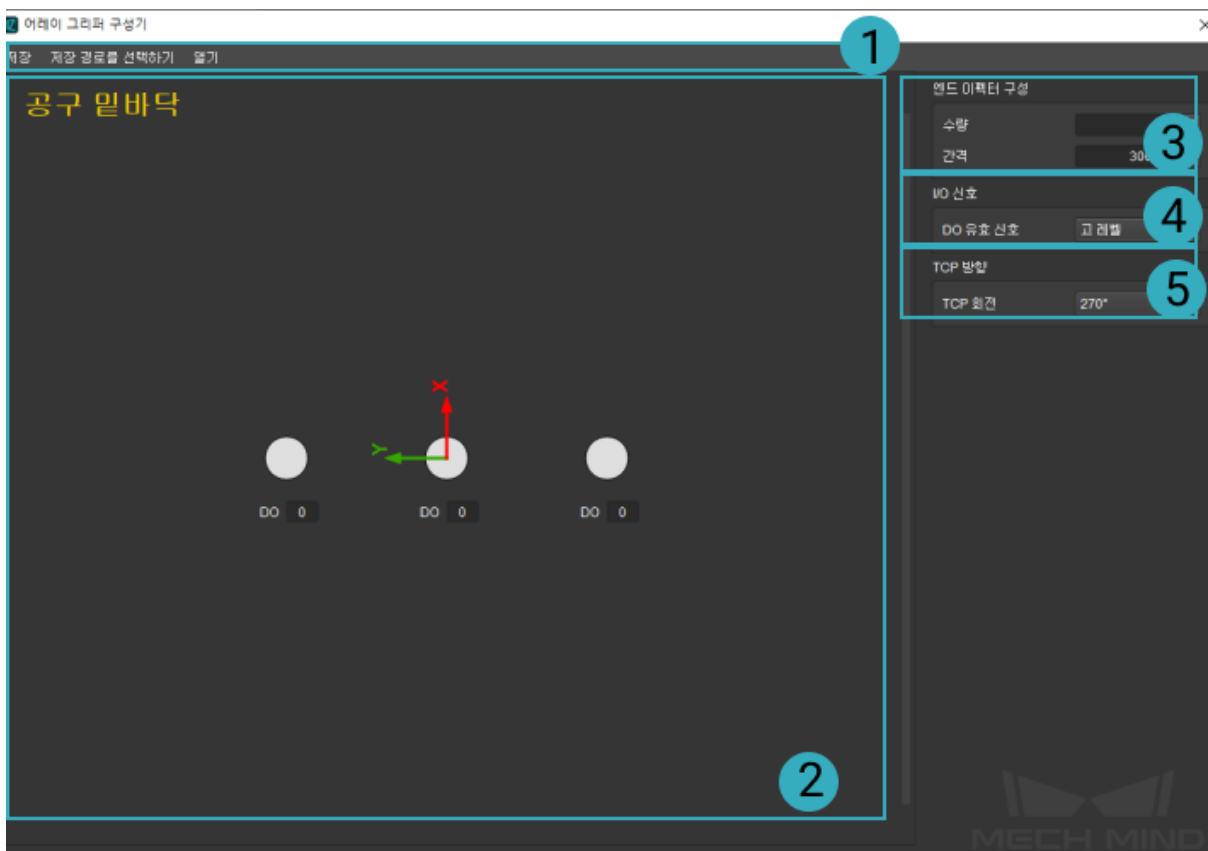 어레이 그리퍼 구성기
저장 저장 경로를 선택하기 열기
1
공구 밑바닥
X
Y
DO 0 DO 0 DO 0
2
엔드 이펙터 구성
수량
간격
3
I/O 신호
DO 유효 신호 고 레벨
4
TCP 방향
TCP 회전 270°
5
MECH MIND